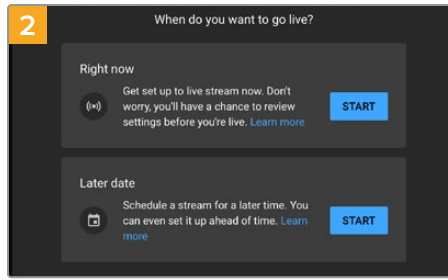 2
When do you want to go live?
Right now
Get set up to live stream now. Don't
worry, you'll have a chance to review
settings before you're live. Learn more
START
Later date
Schedule a stream for a later time. You
can even set it up ahead of time. Learn
more
START